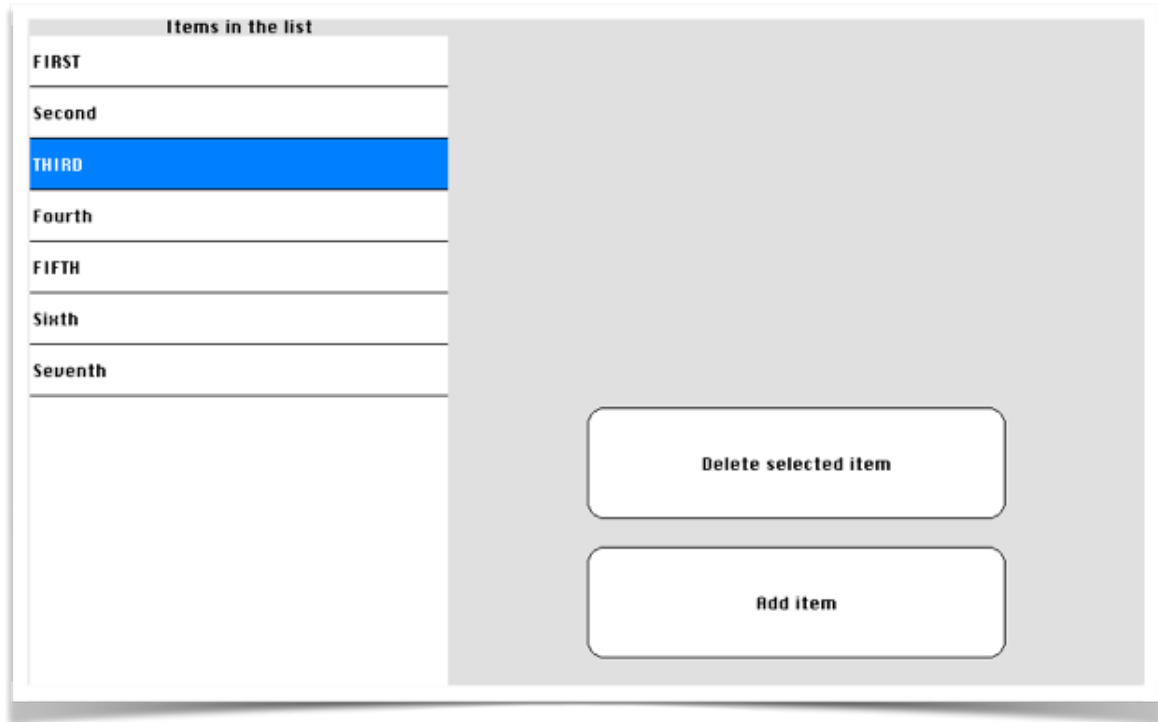 Items in the list
FIRST
Second
THIRD
Fourth
FIFTH
Sixth
Seventh
Delete selected item
Add item